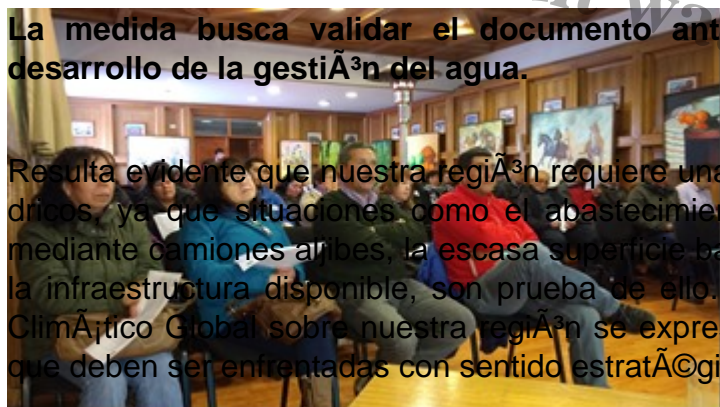 La medida busca validar el documento ant
desarrollo de la gestiÃ³n del agua.
Resulta evidente que nuestra regiÃ³n requiere una
dricos, ya que situaciones como el abastecimier
mediante camiones aljibes, la escasa superficie ba
la infraestructura disponible, son prueba de ello.
ClimÃ¡tico Global sobre nuestra regiÃ³n se expre
que deben ser enfrentadas con sentido estratÃ©gi